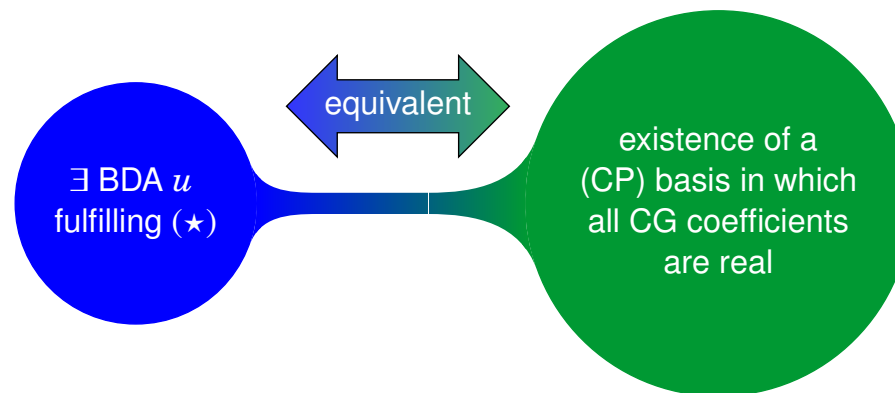 equivalent
∃ BDA u
fulfilling (⋆)
existence of a
(CP) basis in which
all CG coefficients
are real